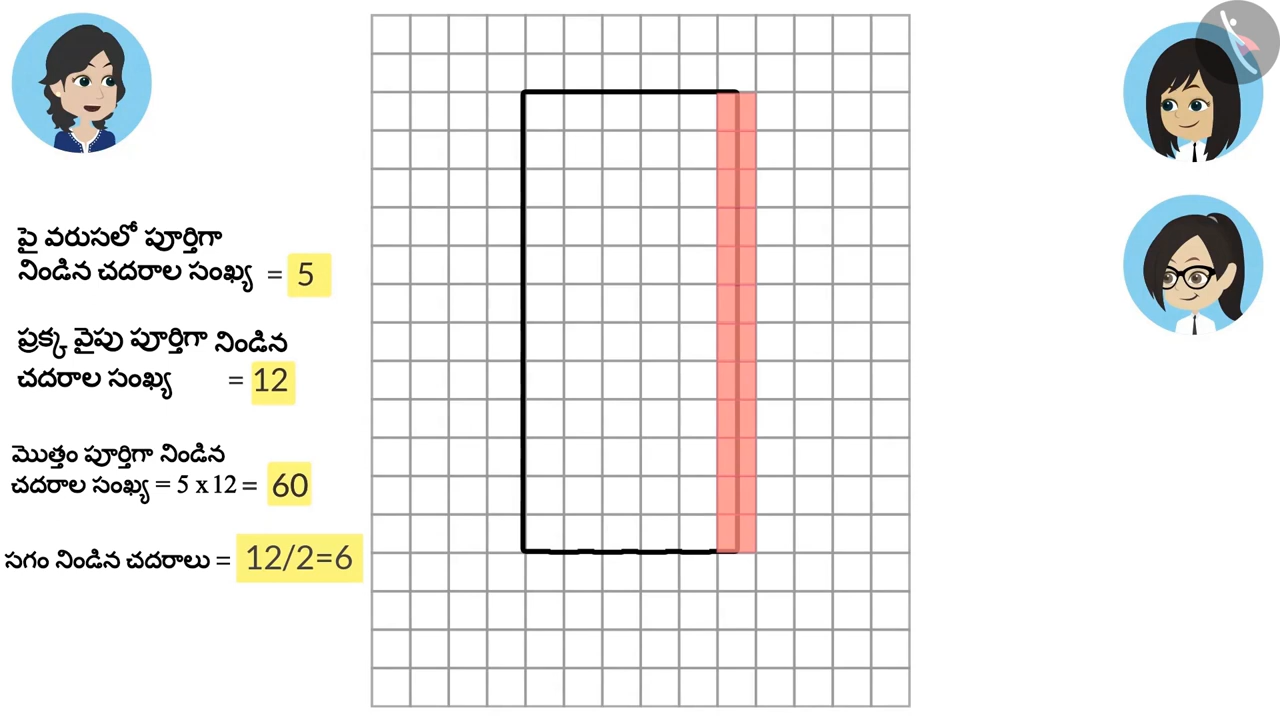 పై వరుసలో పూర్తిగా
నిండిన చదరాల సంఖ్య = 5
ప్రక్క వైపు పూర్తిగా నిండిన
చదరాల సంఖ్య = 12
మొత్తం పూర్తిగా నిండిన
చదరాల సంఖ్య = 5 x 12 = 60
సగం నిండిన చదరాలు = 12/2=6